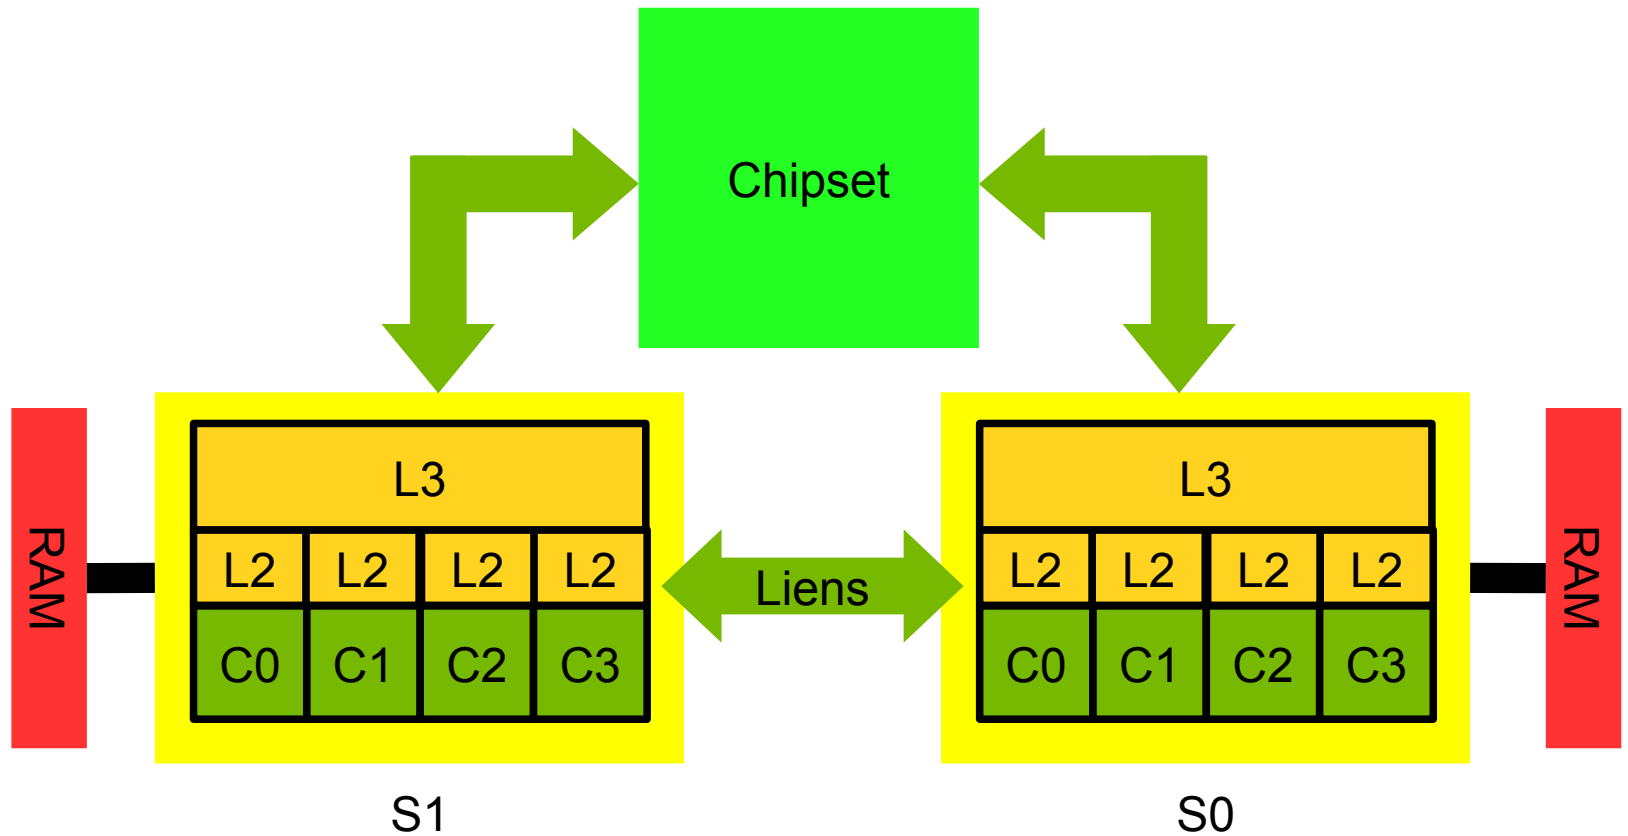 Chipset
RAM
L3
L2 L2 L2 L2
C0 C1 C2 C3
S1
Liens
L3
L2 L2 L2 L2
C0 C1 C2 C3
S0
RAM